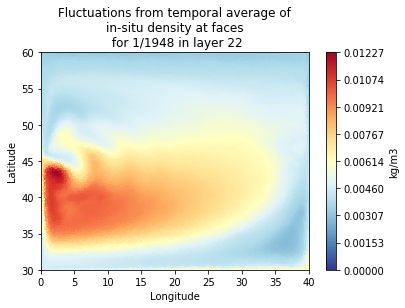 Fluctuations from temporal average of
in-situ density at faces
for 1/1948 in layer 22
60
55
50
45
40
35
30
Latitude
0 5 10 15 20 25 30 35 40
Longitude
0.01227
0.01074
0.00921
0.00767
0.00614
0.00460
0.00307
0.00153
0.00000
kg/m3